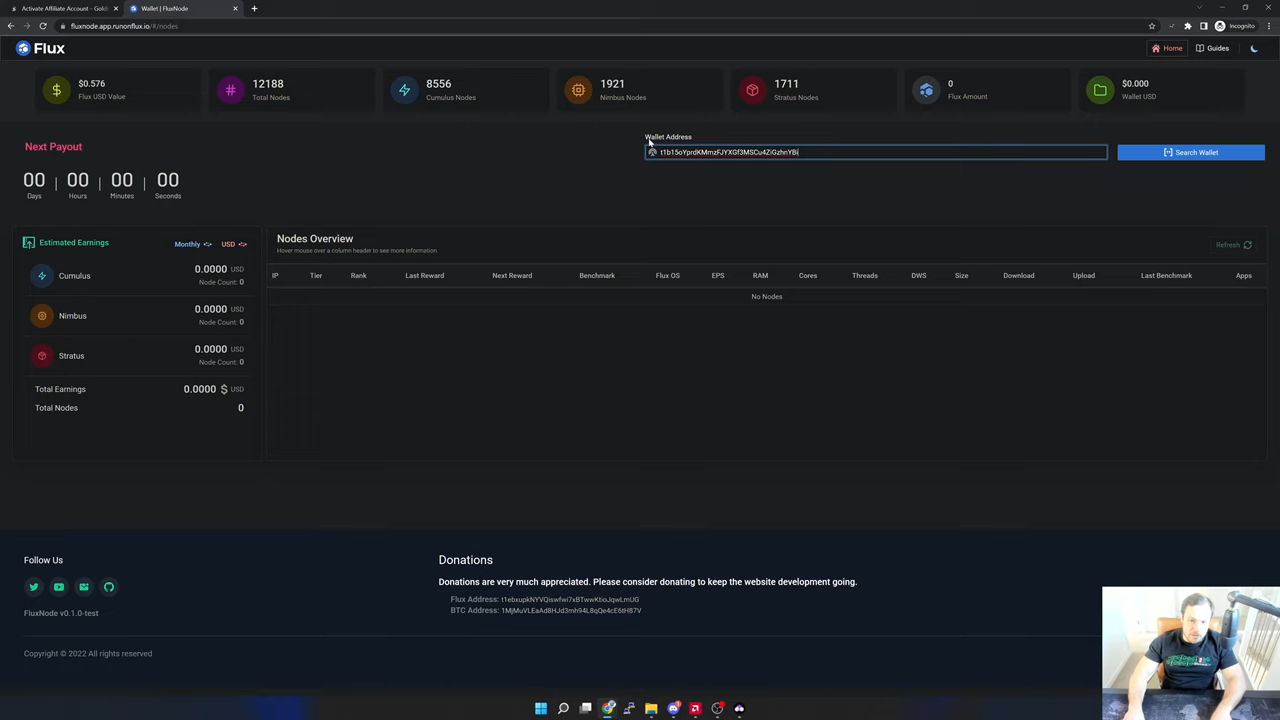 Activate Affiliate Account - Gold
Wallet | FluxNode
fluxnode.app.runonflux.io/#/nodes
Incognito
Flux
Home
Guides
$0.576
Flux USD Value
12188
Total Nodes
8556
Cumulus Nodes
1921
Nimbus Nodes
1711
Stratus Nodes
0
Flux Amount
$0.000
Wallet USD
Next Payout
00 | 00 | 00 | 00
Days Hours Minutes Seconds
Wallet Address
t1b15oYprdKMmzFJYXGf3MSCu4ZiGzhnYBi
Search Wallet
Estimated Earnings
Monthly
USD
Cumulus
0.0000 USD
Node Count: 0
Nimbus
0.0000 USD
Node Count: 0
Stratus
0.0000 USD
Node Count: 0
Total Earnings 0.0000 $ USD
Total Nodes 0
Nodes Overview
Hover mouse over a column header to see more information.
Refresh
IP Tier Rank Last Reward Next Reward Benchmark Flux OS EPS RAM Cores Threads DWS Size Download Upload Last Benchmark Apps
No Nodes
Follow Us
FluxNode v0.1.0-test
Donations
Donations are very much appreciated. Please consider donating to keep the website development going.
Flux Address: t1ebxupkNYVQiswfwi7xBTwwKtioJqwLmUG
BTC Address: 1MjMuVLEaAd8HJd3mh94L8qQe4cE6tH87V
Copyright © 2022 All rights reserved